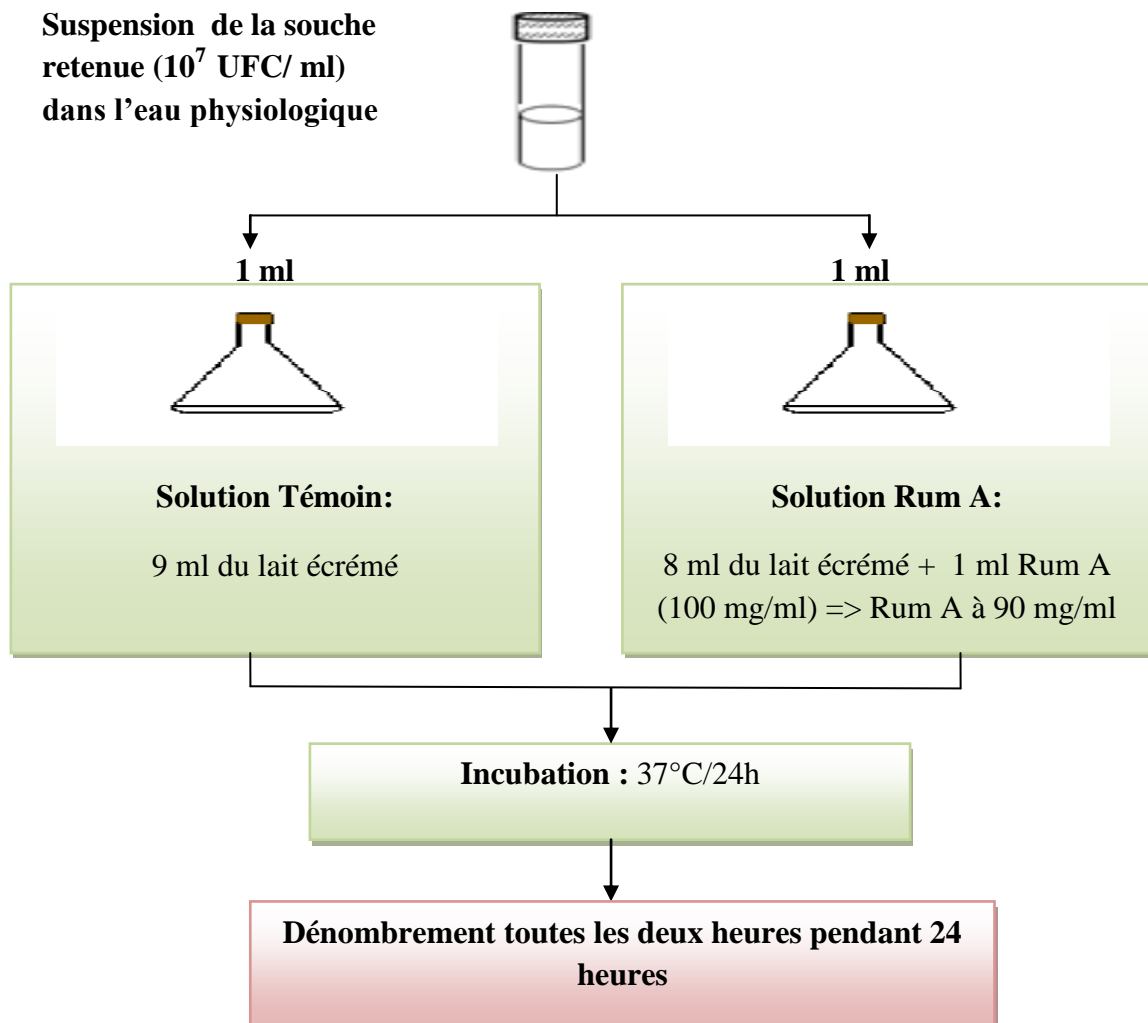 Suspension de la souche
retenue (10⁷ UFC/ ml)
dans l'eau physiologique
1 ml
1 ml
Solution Témoin:
9 ml du lait écrémé
Solution Rum A:
8 ml du lait écrémé + 1 ml Rum A
(100 mg/ml) => Rum A à 90 mg/ml
Incubation : 37°C/24h
Dénombrement toutes les deux heures pendant 24
heures